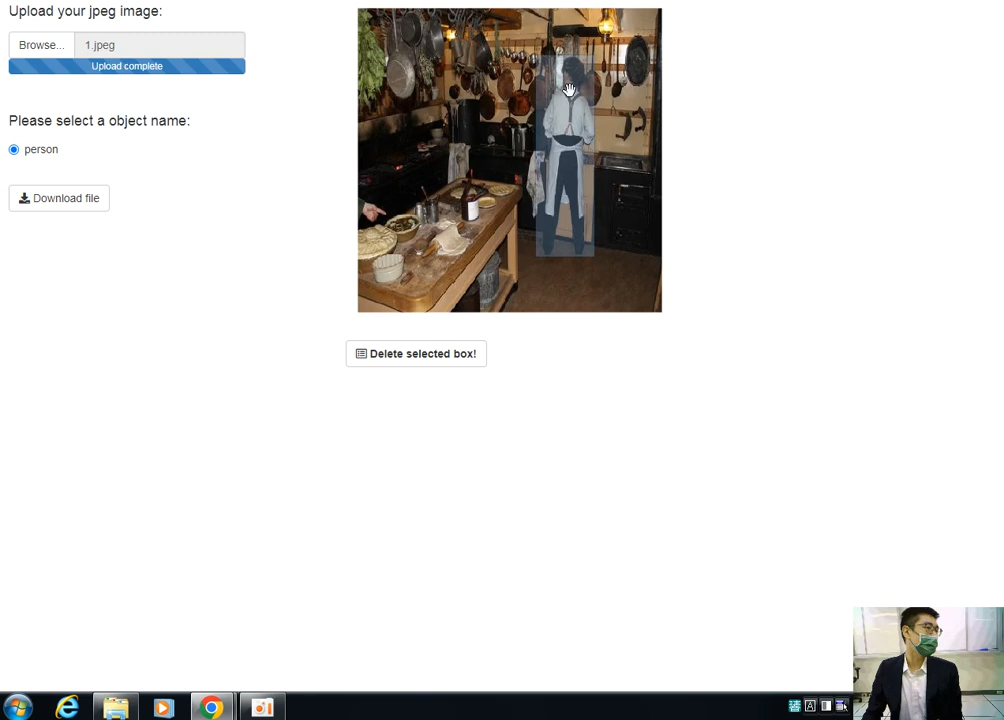 Upload your jpeg image:
Browse...
1.jpeg
Upload complete
Please select a object name:
person
Download file
Delete selected box!
A